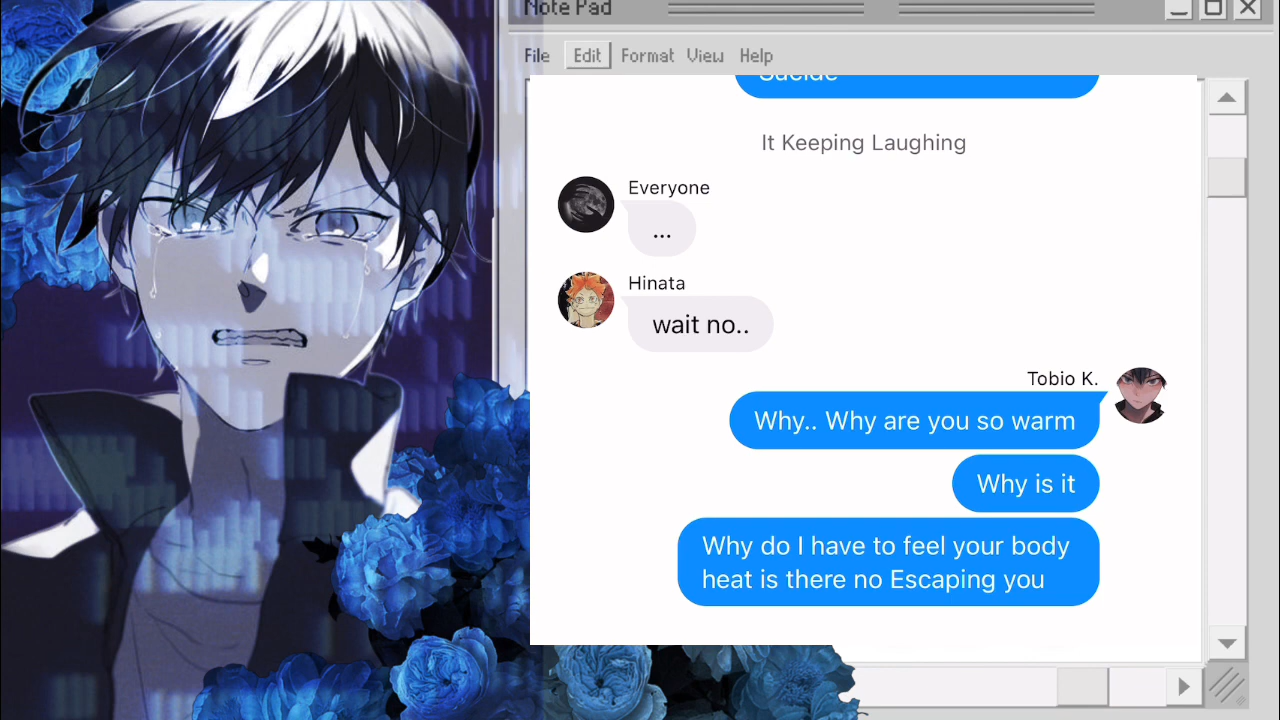 Note Pad
File Edit Format View Help
Sucide
It Keeping Laughing
Everyone
...
Hinata
wait no..
Tobio K.
Why.. Why are you so warm
Why is it
Why do I have to feel your body
heat is there no Escaping you